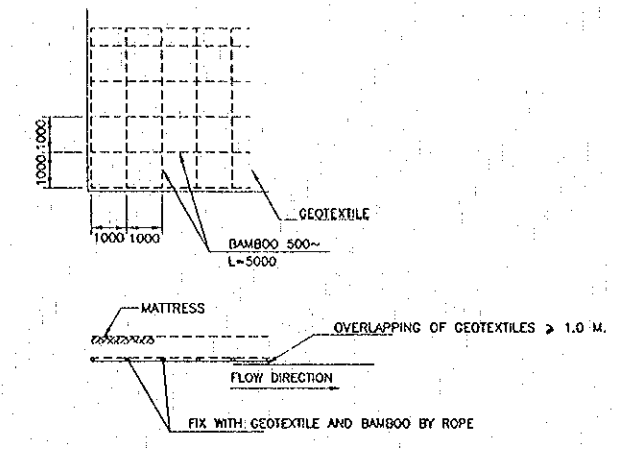 1000 1000
GEOTEXTILE
1000 1000
BAMBOO 500~
L=5000
MATTRESS
OVERLAPPING OF GEOTEXTILES ≥ 1.0 M.
FLOW DIRECTION
FIX WITH GEOTEXTILE AND BAMBOO BY ROPE